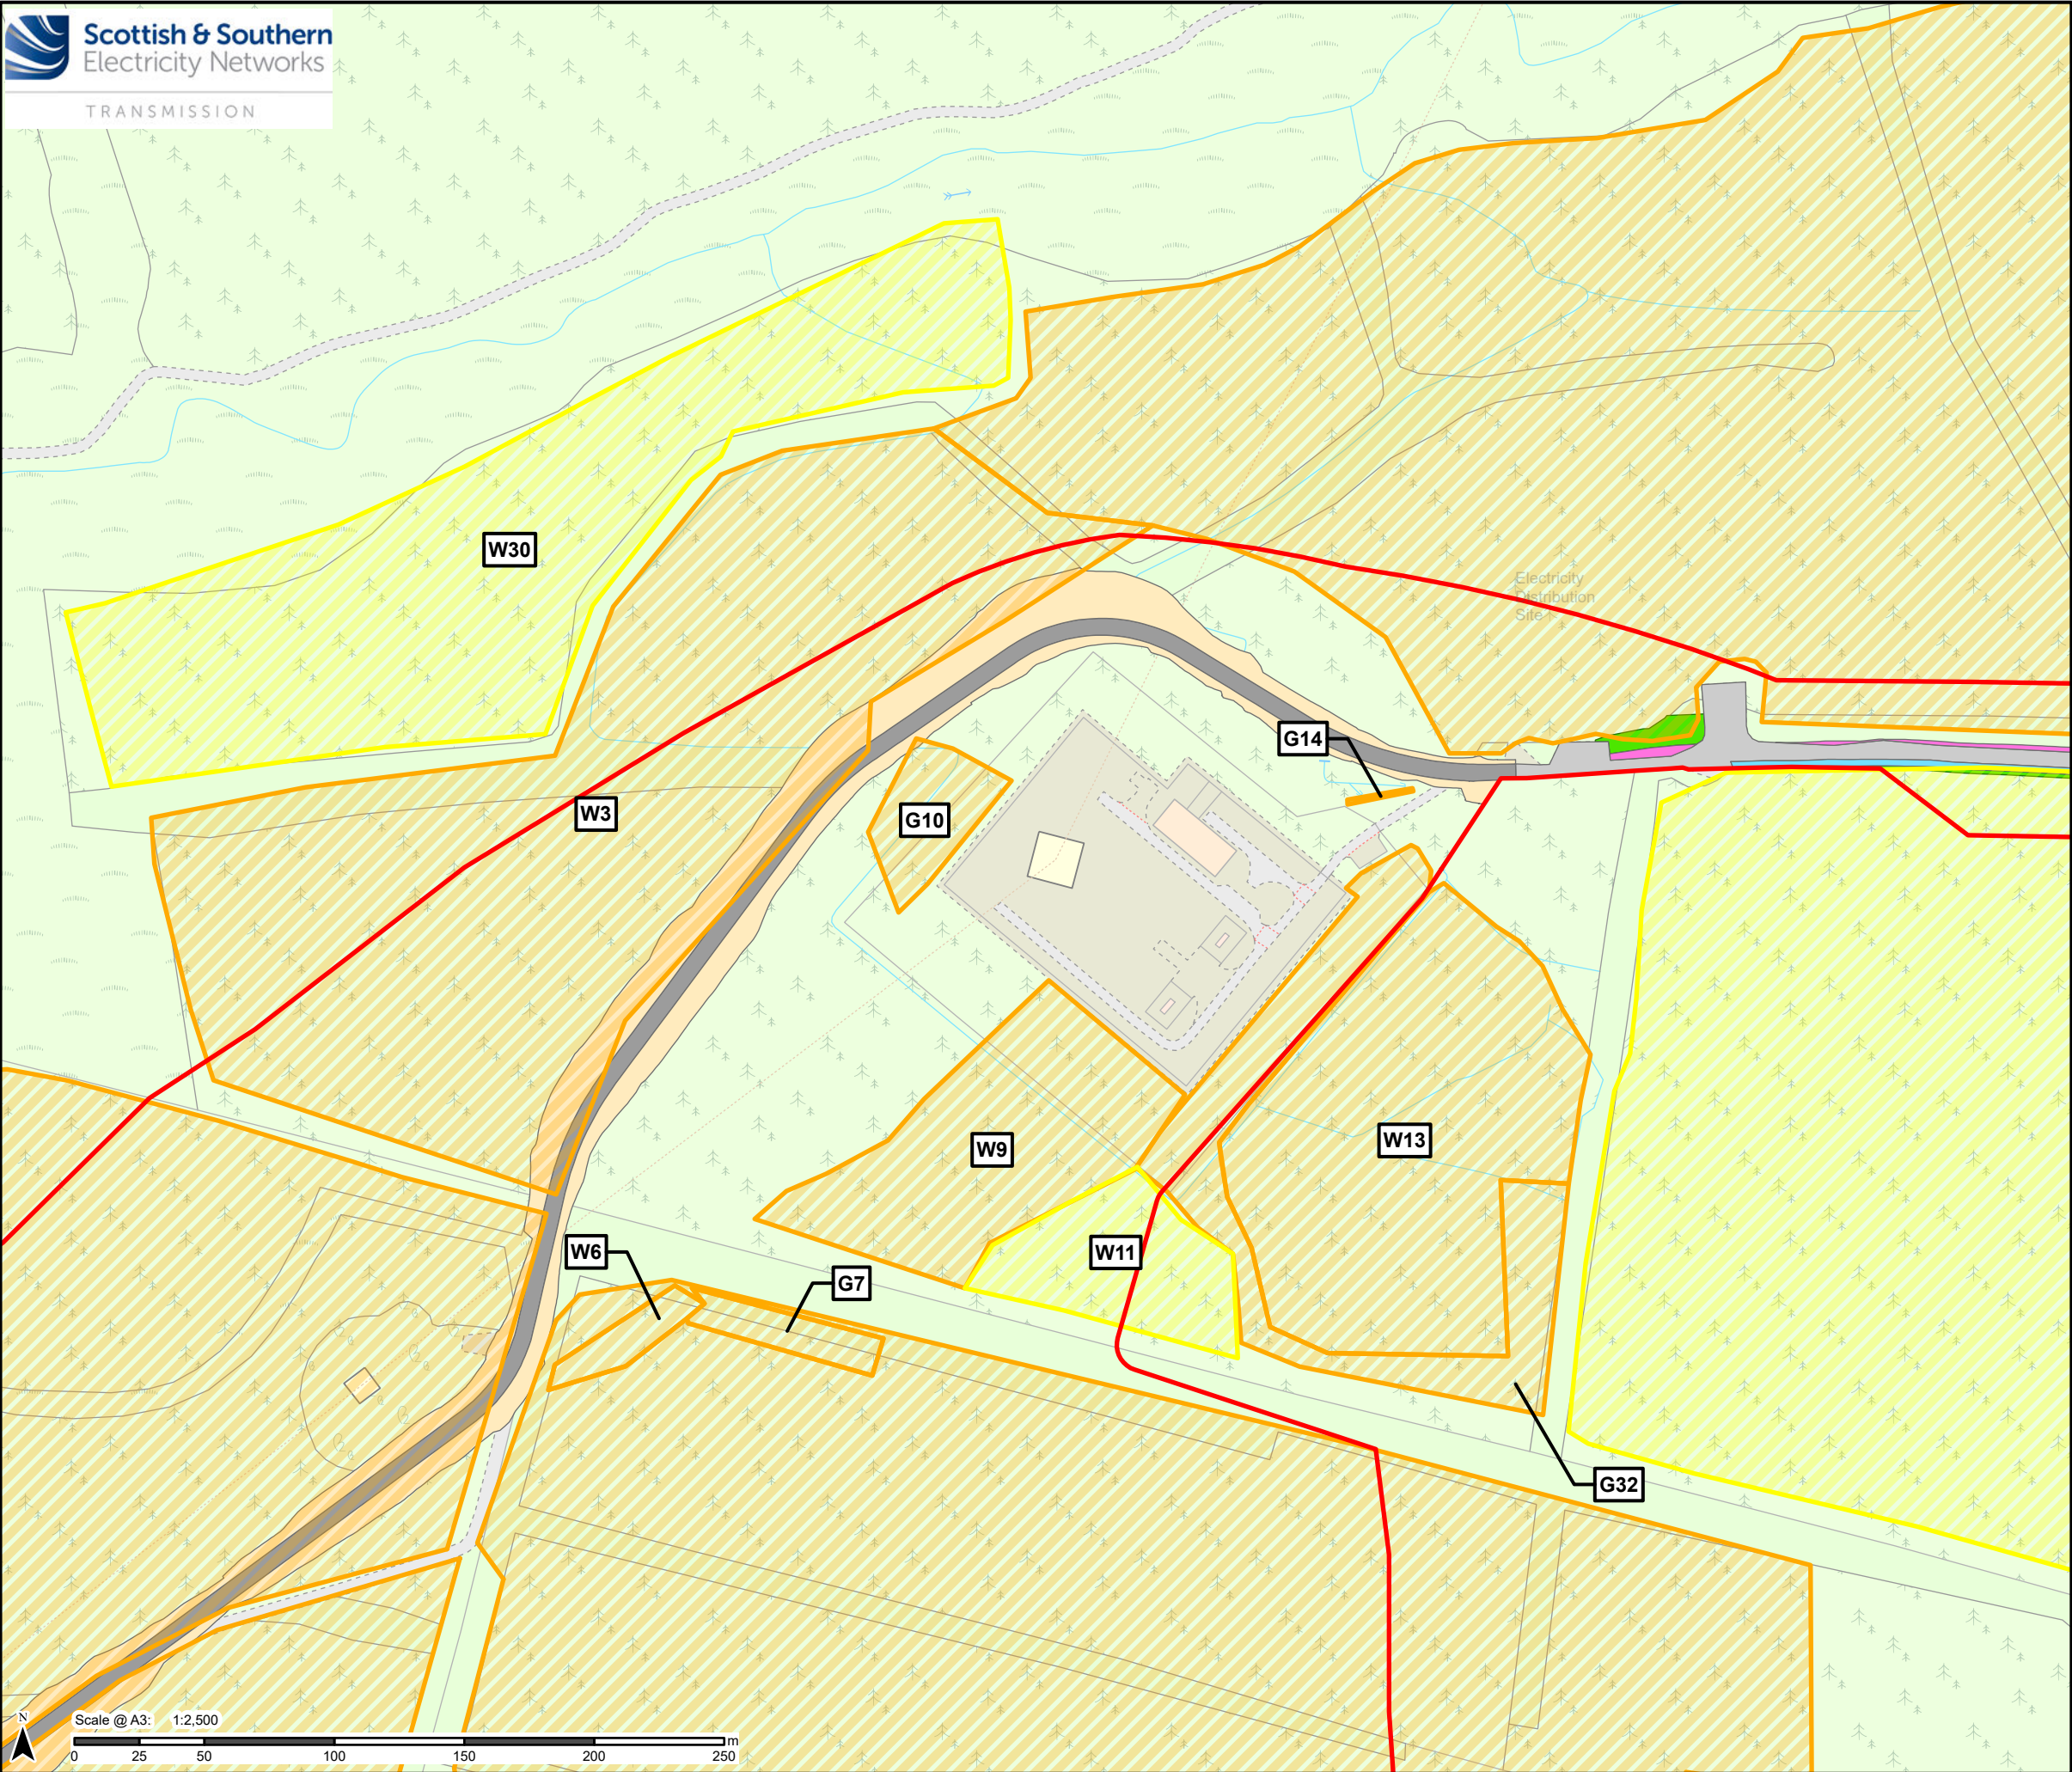 Scottish & Southern
Electricity Networks
TRANSMISSION
W30
Electricity
Distribution
Site
G14
W3
G10
W13
W9
W6
W11
G7
G32
N
Scale @ A3: 1:2,500
m
0 25 50 100 150 200 250